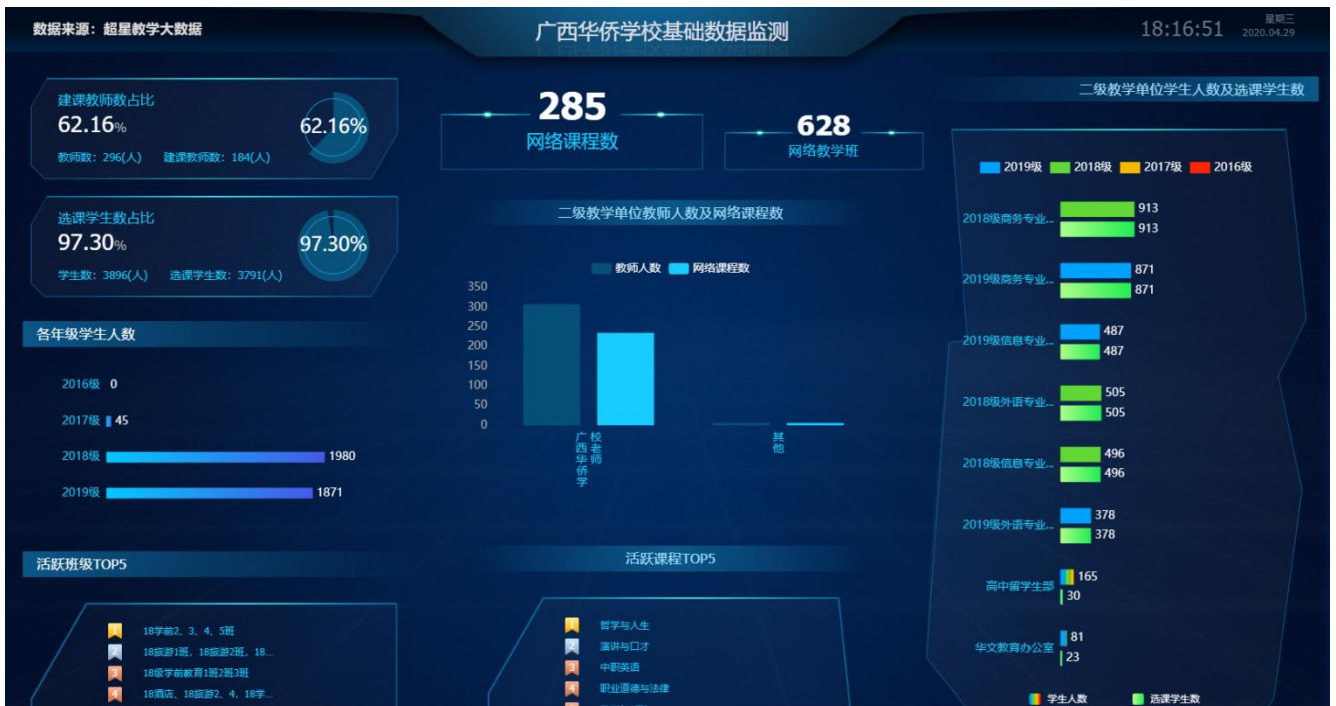 数据来源：超星教学大数据
广西华侨学校基础数据监测
18:16:51
星期三
2020.04.29
建课教师数占比
62.16%
62.16%
教师数：296(人) 建课教师数：184(人)
选课学生数占比
97.30%
97.30%
学生数：3896(人) 选课学生数：3791(人)
各年级学生人数
2016级 0
2017级 45
2018级 1980
2019级 1871
活跃班级TOP5
1 18学前2、3、4、5班
2 18旅游1班，18旅游2班，18...
3 18级学前教育1班2班3班
4 18酒店、18旅游2、4，18学...
285
网络课程数
628
网络教学班
二级教学单位教师人数及网络课程数
教师人数 网络课程数
350
300
250
200
150
100
50
0
广西华侨学校老师
其他
活跃课程TOP5
1 哲学与人生
2 演讲与口才
3 中职英语
4 职业道德与法律
二级教学单位学生人数及选课学生数
2019级 2018级 2017级 2016级
2018级商务专业... 913
913
2019级商务专业... 871
871
2019级信息专业... 487
487
2018级外语专业... 505
505
2018级信息专业... 496
496
2019级外语专业... 378
378
高中留学生部 165
30
华文教育办公室 81
23
学生人数 选课学生数